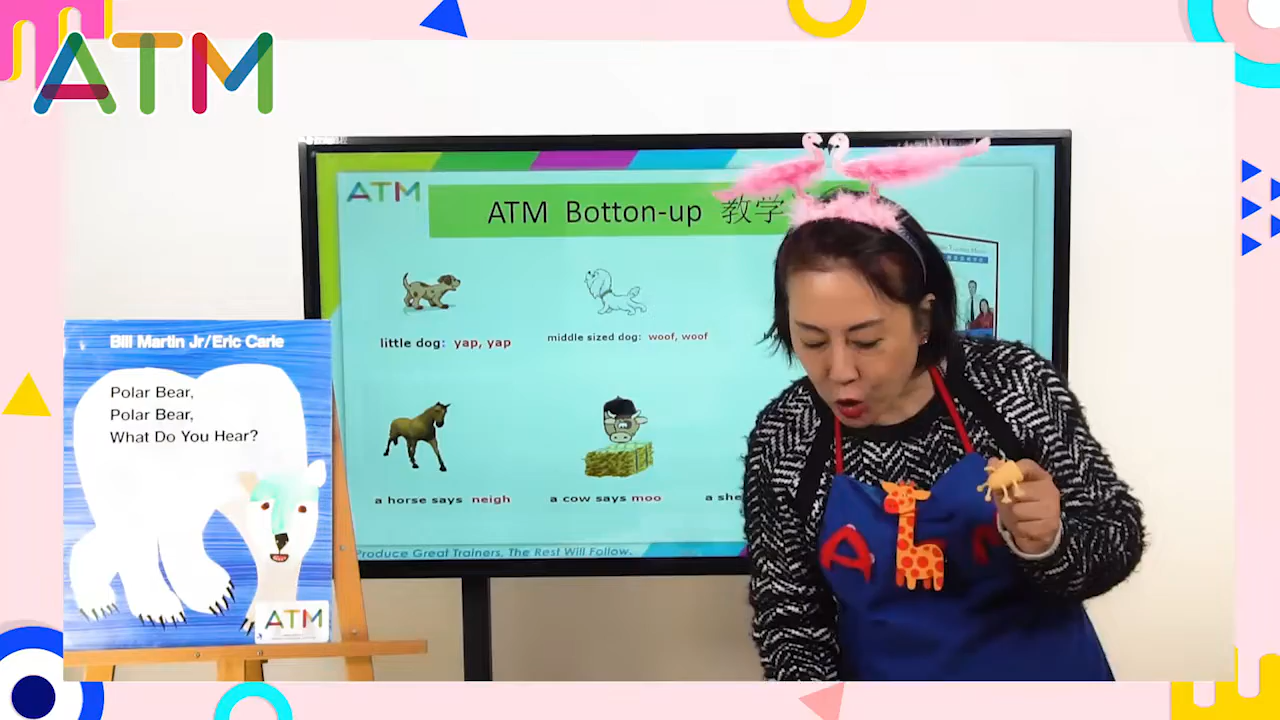 ATM
ATM
ATM Botton-up 教学
little dog: yap, yap
middle sized dog: woof, woof
a horse says neigh
a cow says moo
a she
Produce Great Trainers, The Rest Will Follow.
Bill Martin Jr/Eric Carle
Polar Bear,
Polar Bear,
What Do You Hear?
ATM
A